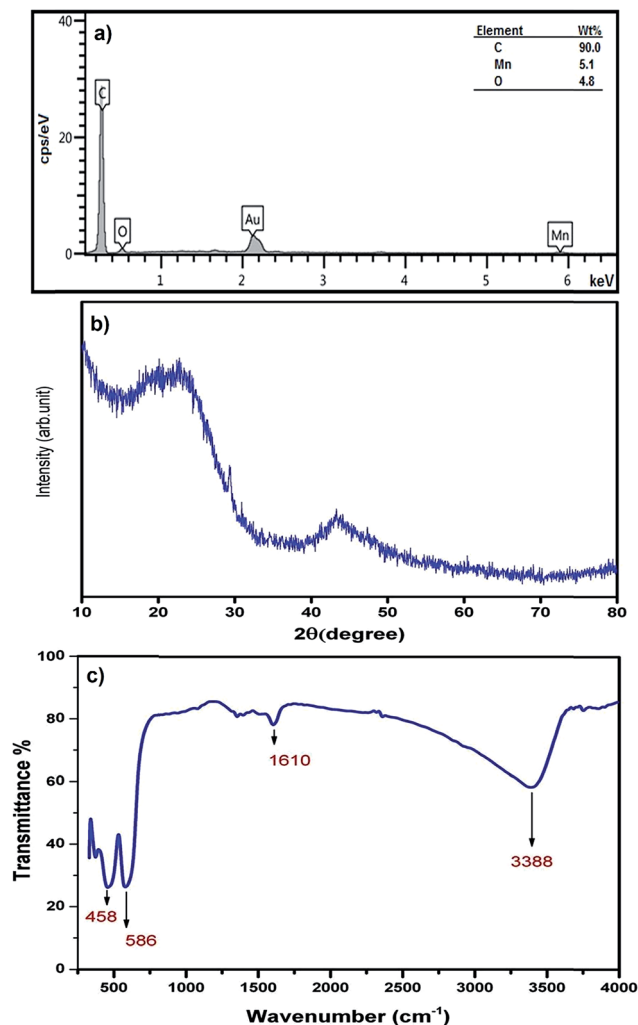 a)
Element Wt%
C 90.0
Mn 5.1
O 4.8
40
20
0
cps/eV
C
O
Au
Mn
1 2 3 4 5 6 keV
b)
Intensity (arb.unit)
10 20 30 40 50 60 70 80
2θ(degree)
c)
100
80
60
40
20
0
Transmittance %
1610
3388
458
586
500 1000 1500 2000 2500 3000 3500 4000
Wavenumber (cm⁻¹)